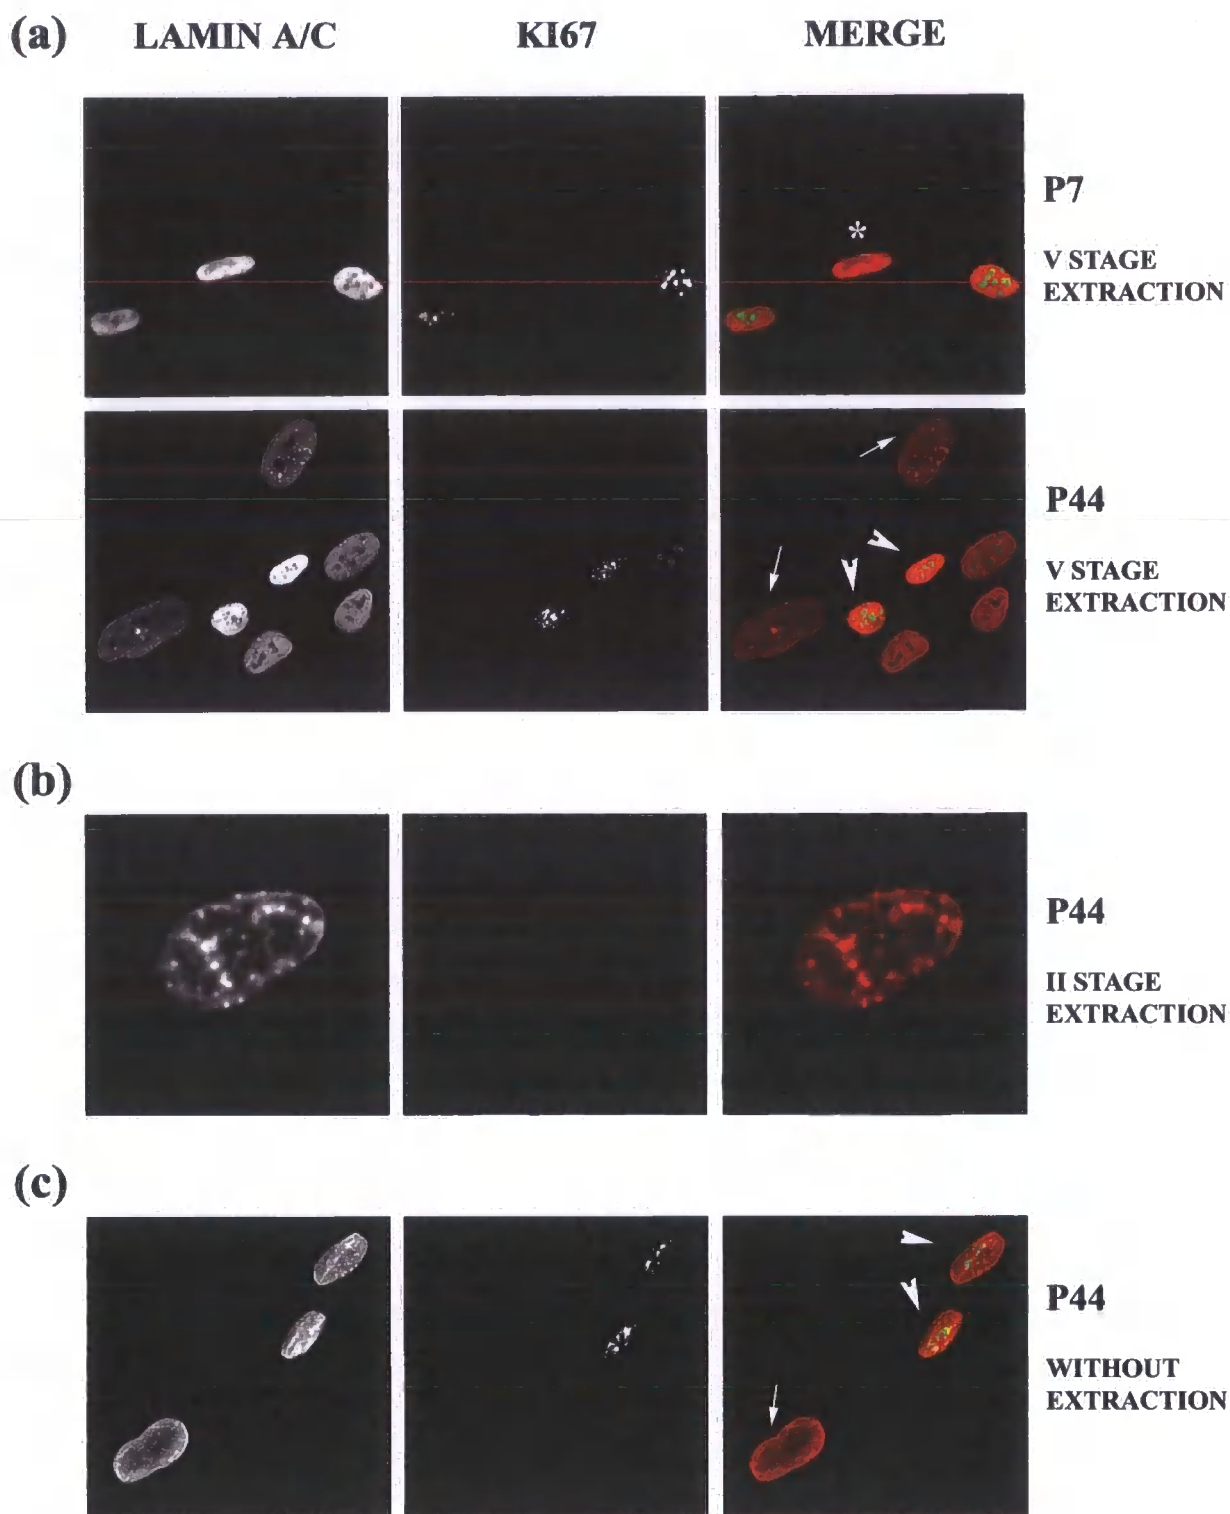 (a) LAMIN A/C KI67 MERGE
*
P7
V STAGE
EXTRACTION
P44
V STAGE
EXTRACTION
(b)
P44
II STAGE
EXTRACTION
(c)
P44
WITHOUT
EXTRACTION